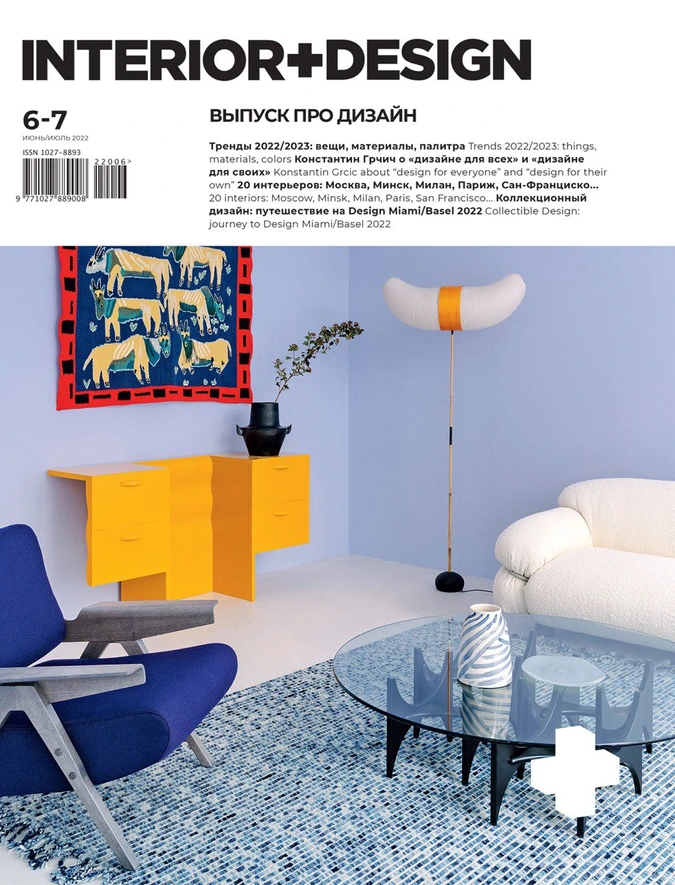 INTERIOR+DESIGN
6-7
ИЮНЬ/ИЮЛЬ 2022
ISSN 1027-8893
22006>
9 771027 889008
ВЫПУСК ПРО ДИЗАЙН
Тренды 2022/2023: вещи, материалы, палитра Trends 2022/2023: things,
materials, colors Константин Грчич о «дизайне для всех» и «дизайне
для своих» Konstantin Grcic about “design for everyone” and “design for their
own” 20 интерьеров: Москва, Минск, Милан, Париж, Сан-Франциско...
20 interiors: Moscow, Minsk, Milan, Paris, San Francisco... Коллекционный
дизайн: путешествие на Design Miami/Basel 2022 Collectible Design:
journey to Design Miami/Basel 2022